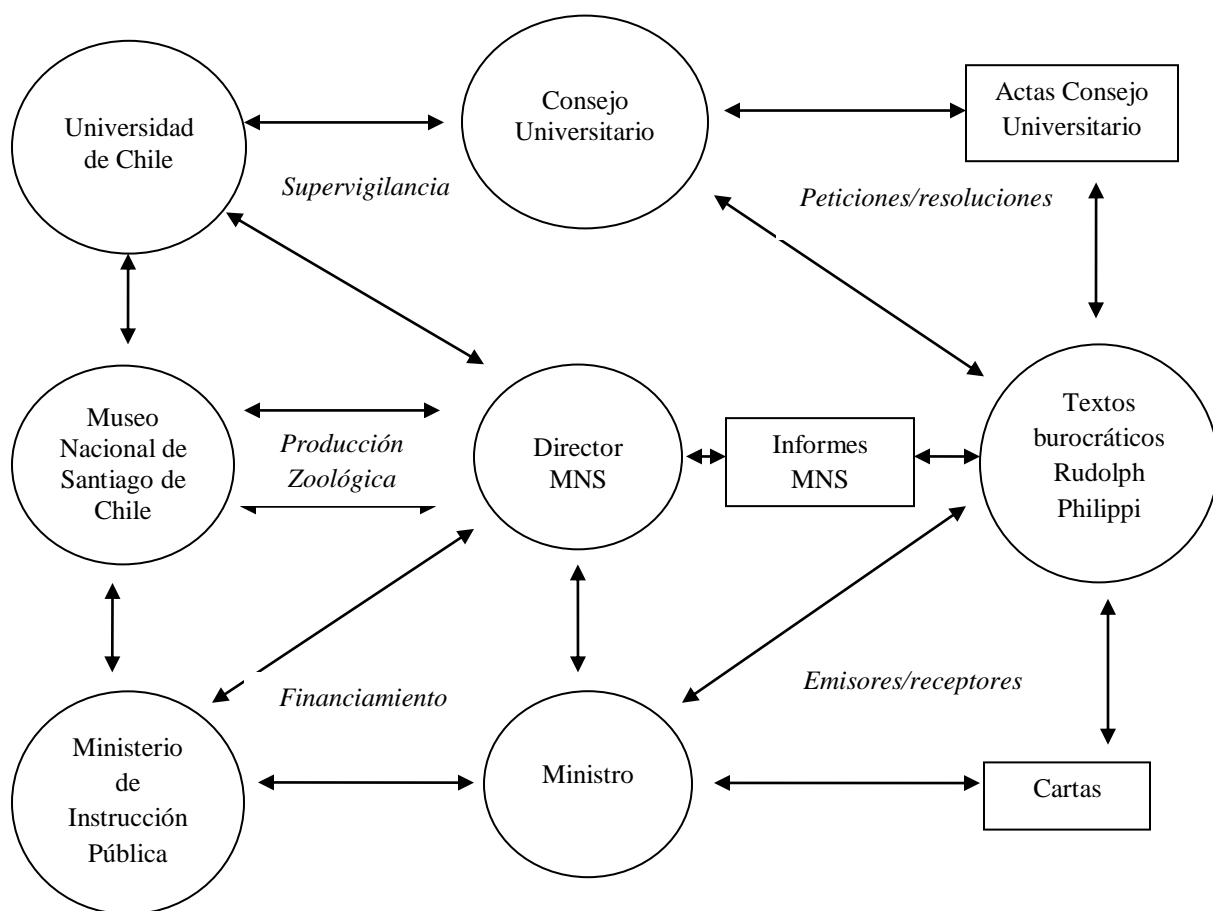 Universidad
de Chile
Consejo
Universitario
Actas Consejo
Universitario
Supervigilancia
Peticiones/resoluciones
Museo
Nacional de
Santiago de
Chile
Producción
Zoológica
Director
MNS
Informes
MNS
Textos
burocráticos
Rudolph
Philippi
Financiamiento
Emisores/receptores
Ministerio
de
Instrucción
Pública
Ministro
Cartas